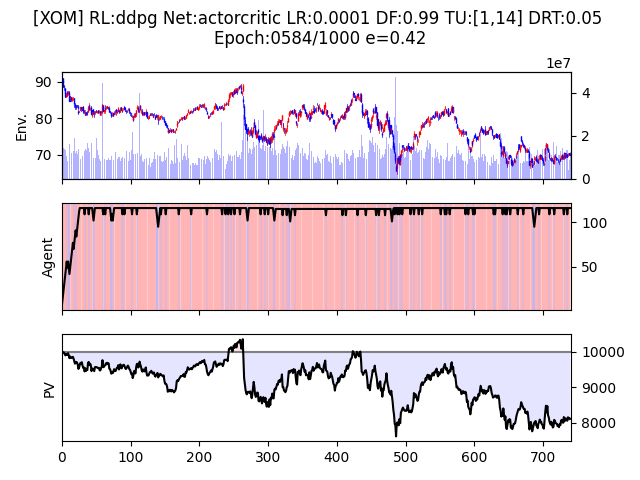 [XOM] RL:ddpg Net:actorcritic LR:0.0001 DF:0.99 TU:[1,14] DRT:0.05
Epoch:0584/1000 e=0.42
1e7
90
80
70
Env.
4
2
0
Agent
100
50
PV
10000
9000
8000
0 100 200 300 400 500 600 700